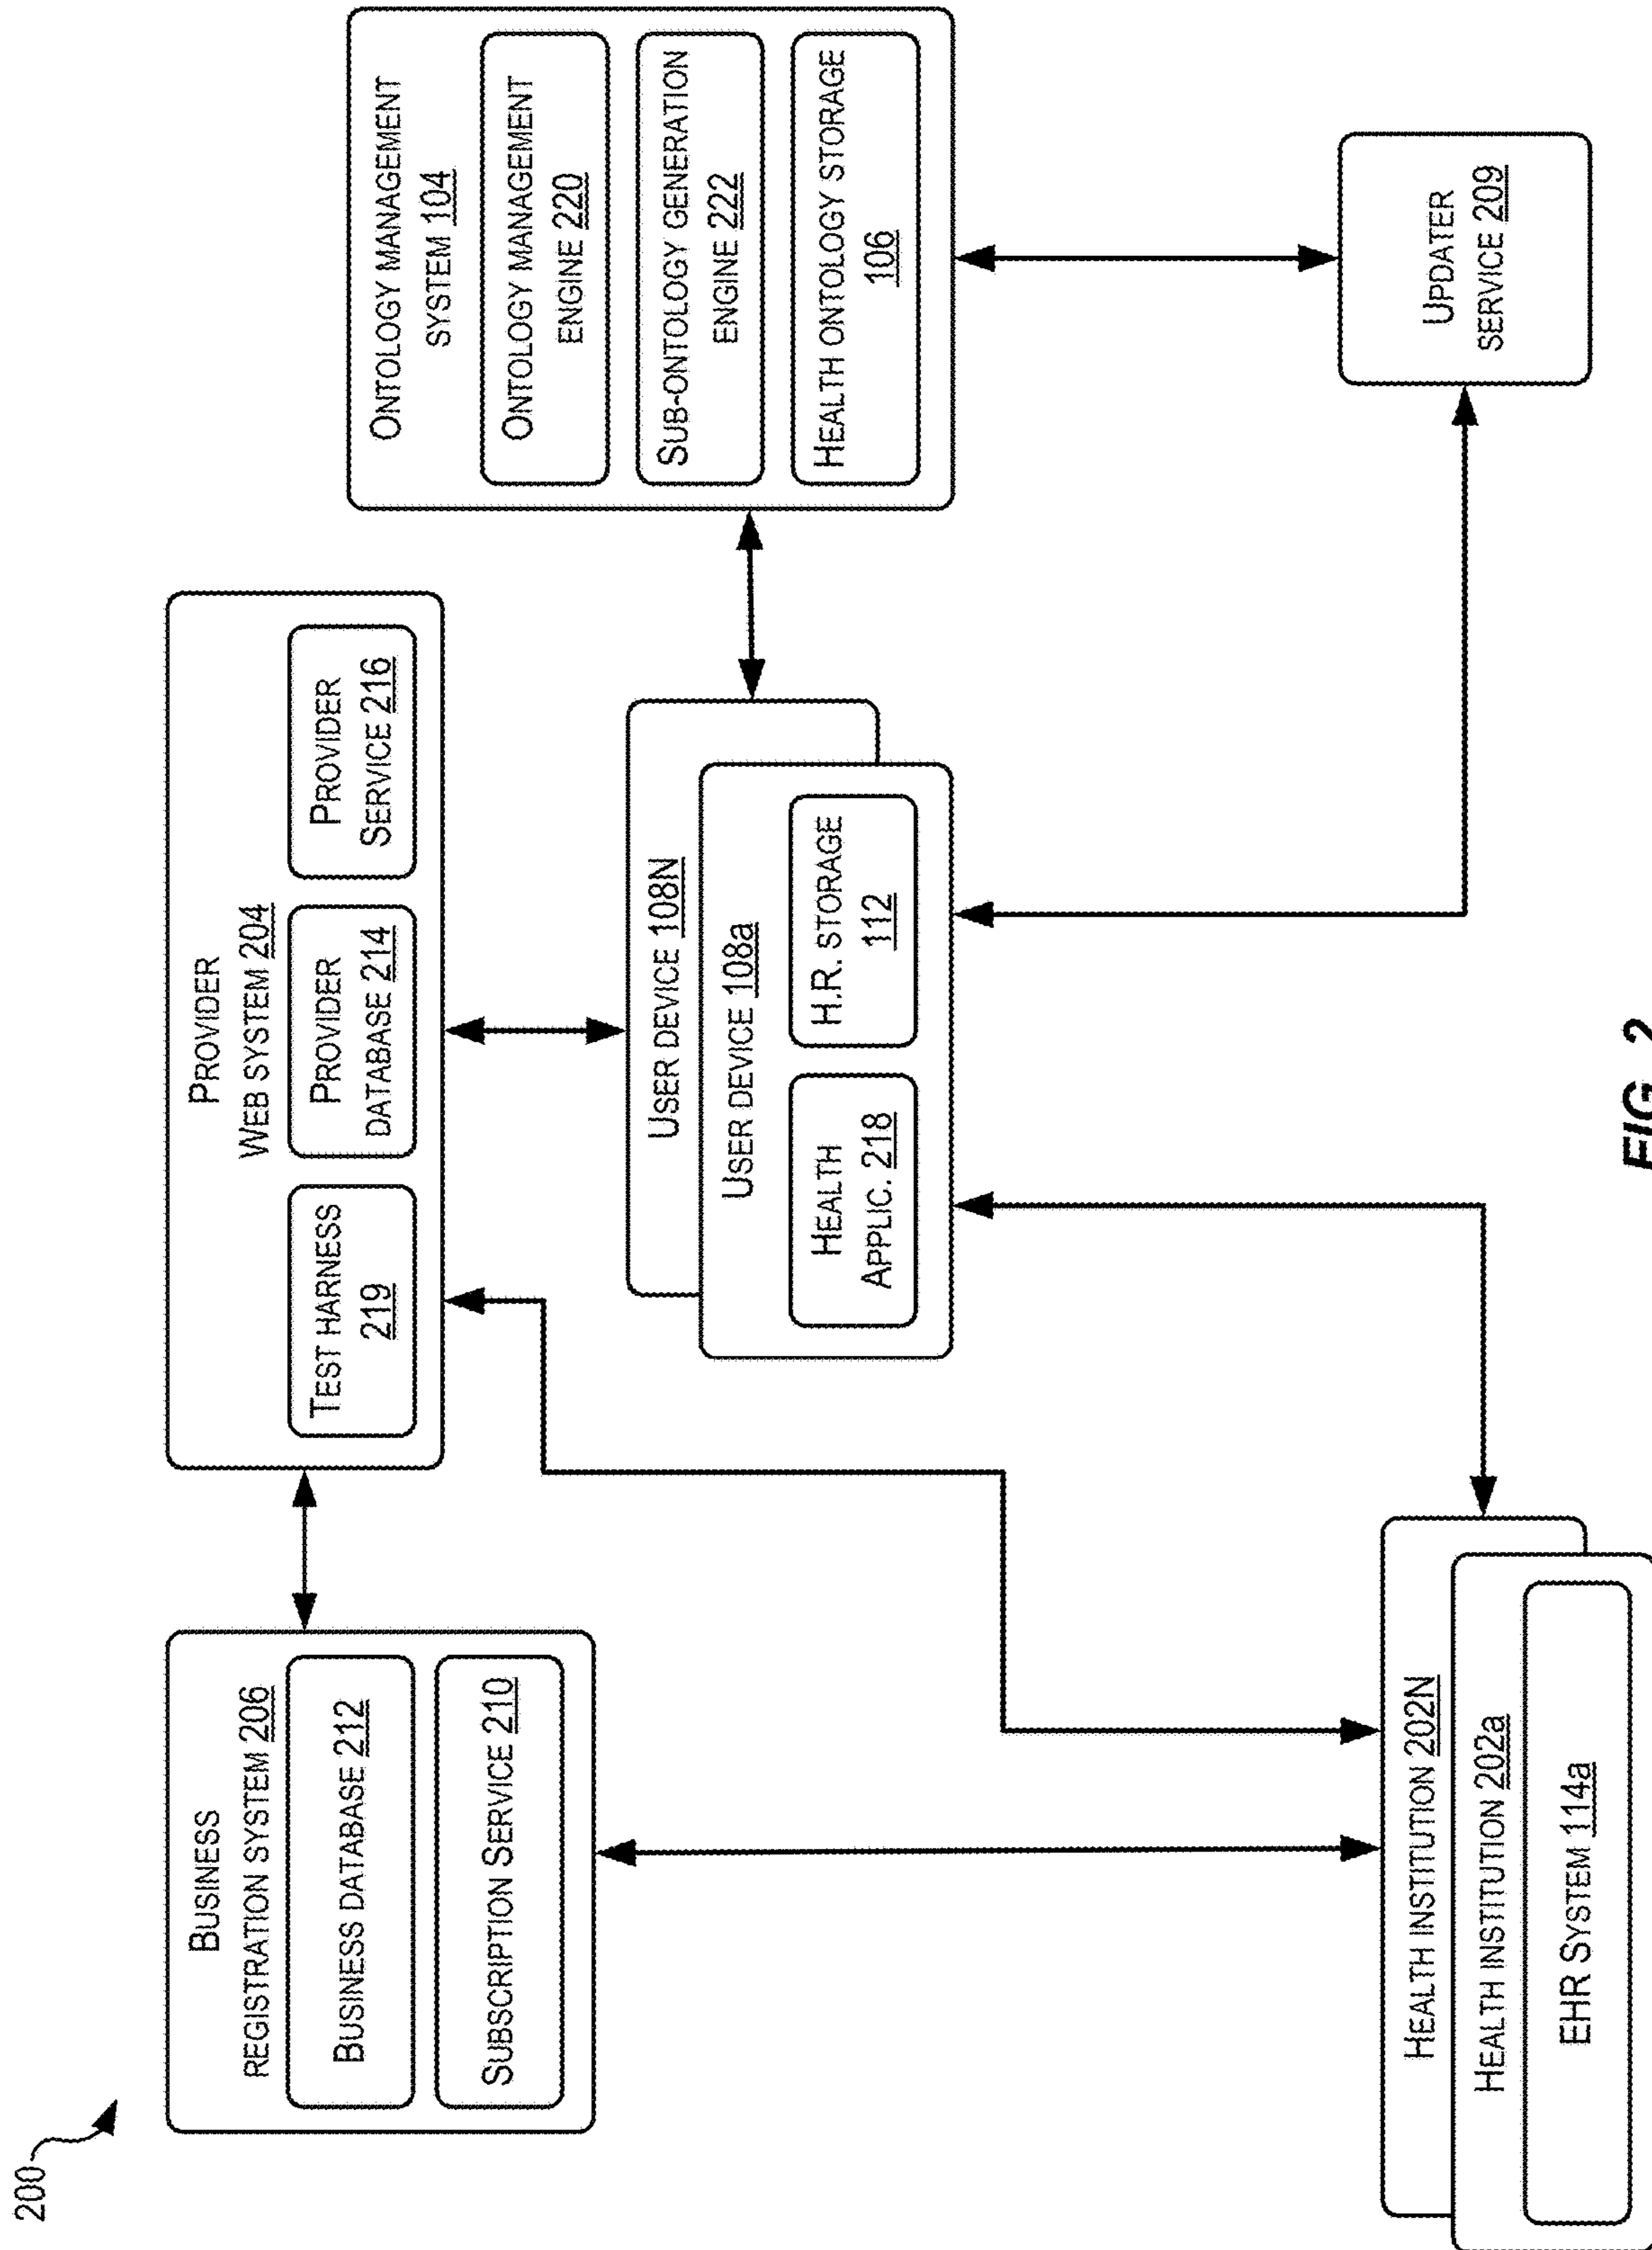 200
BUSINESS
REGISTRATION SYSTEM 206
BUSINESS DATABASE 212
SUBSCRIPTION SERVICE 210
PROVIDER
WEB SYSTEM 204
TEST HARNESS
219
PROVIDER
DATABASE 214
PROVIDER
SERVICE 216
ONTOLOGY MANAGEMENT
SYSTEM 104
ONTOLOGY MANAGEMENT
ENGINE 220
SUB-ONTOLOGY GENERATION
ENGINE 222
HEALTH ONTOLOGY STORAGE
106
USER DEVICE 108N
USER DEVICE 108a
HEALTH
APPLIC. 218
H.R. STORAGE
112
HEALTH INSTITUTION 202N
HEALTH INSTITUTION 202a
EHR SYSTEM 114a
UPDATER
SERVICE 209
FIG. 2